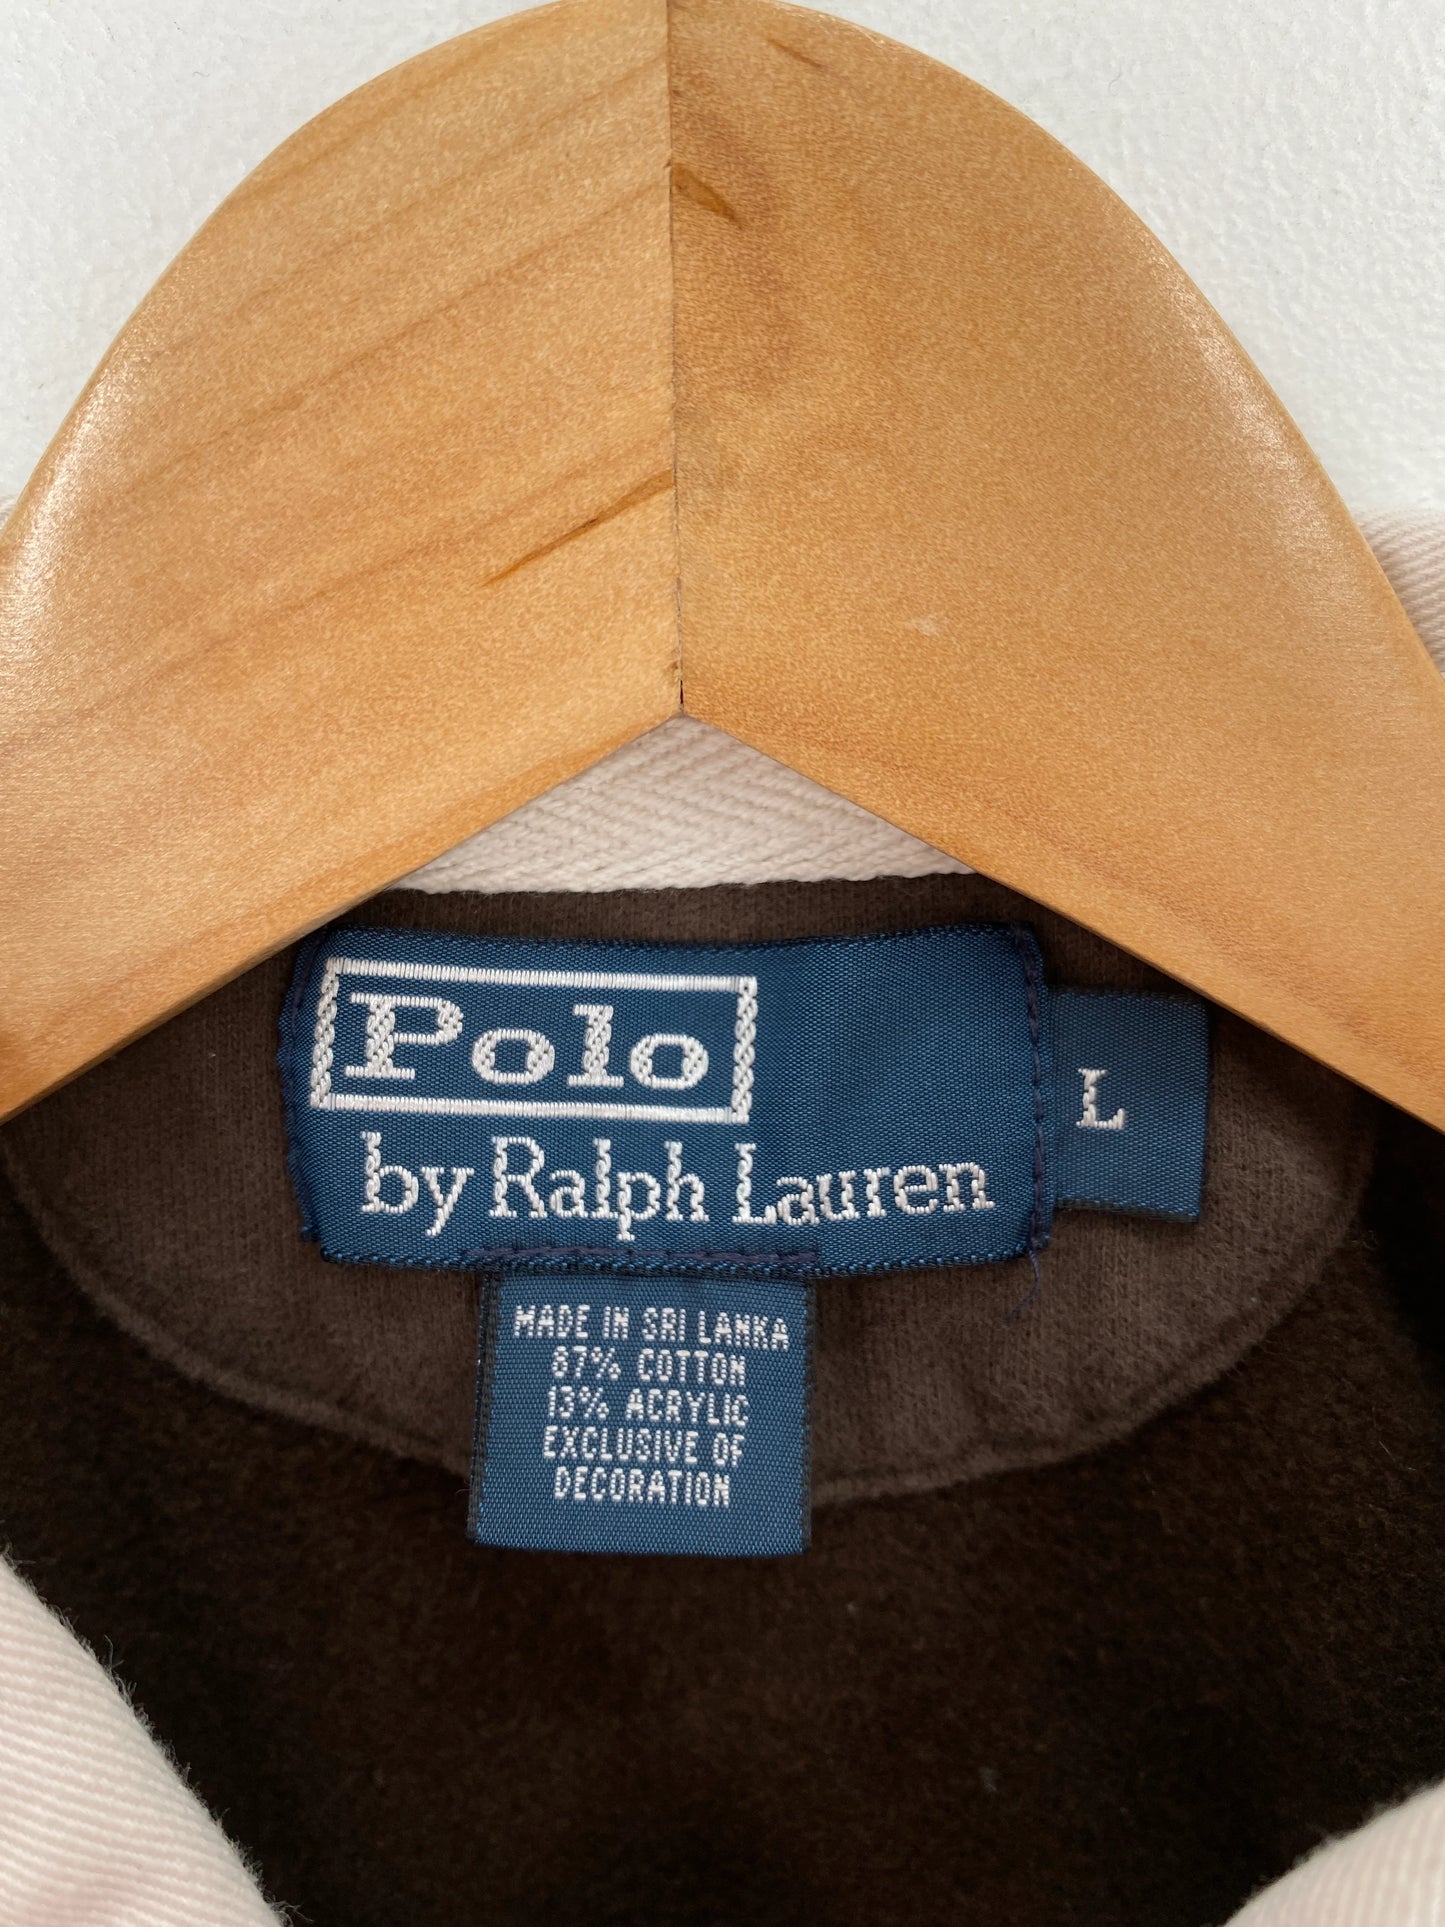 Polo
by Ralph Lauren
L
MADE IN SRI LANKA
87% COTTON
13% ACRYLIC
EXCLUSIVE OF
DECORATION